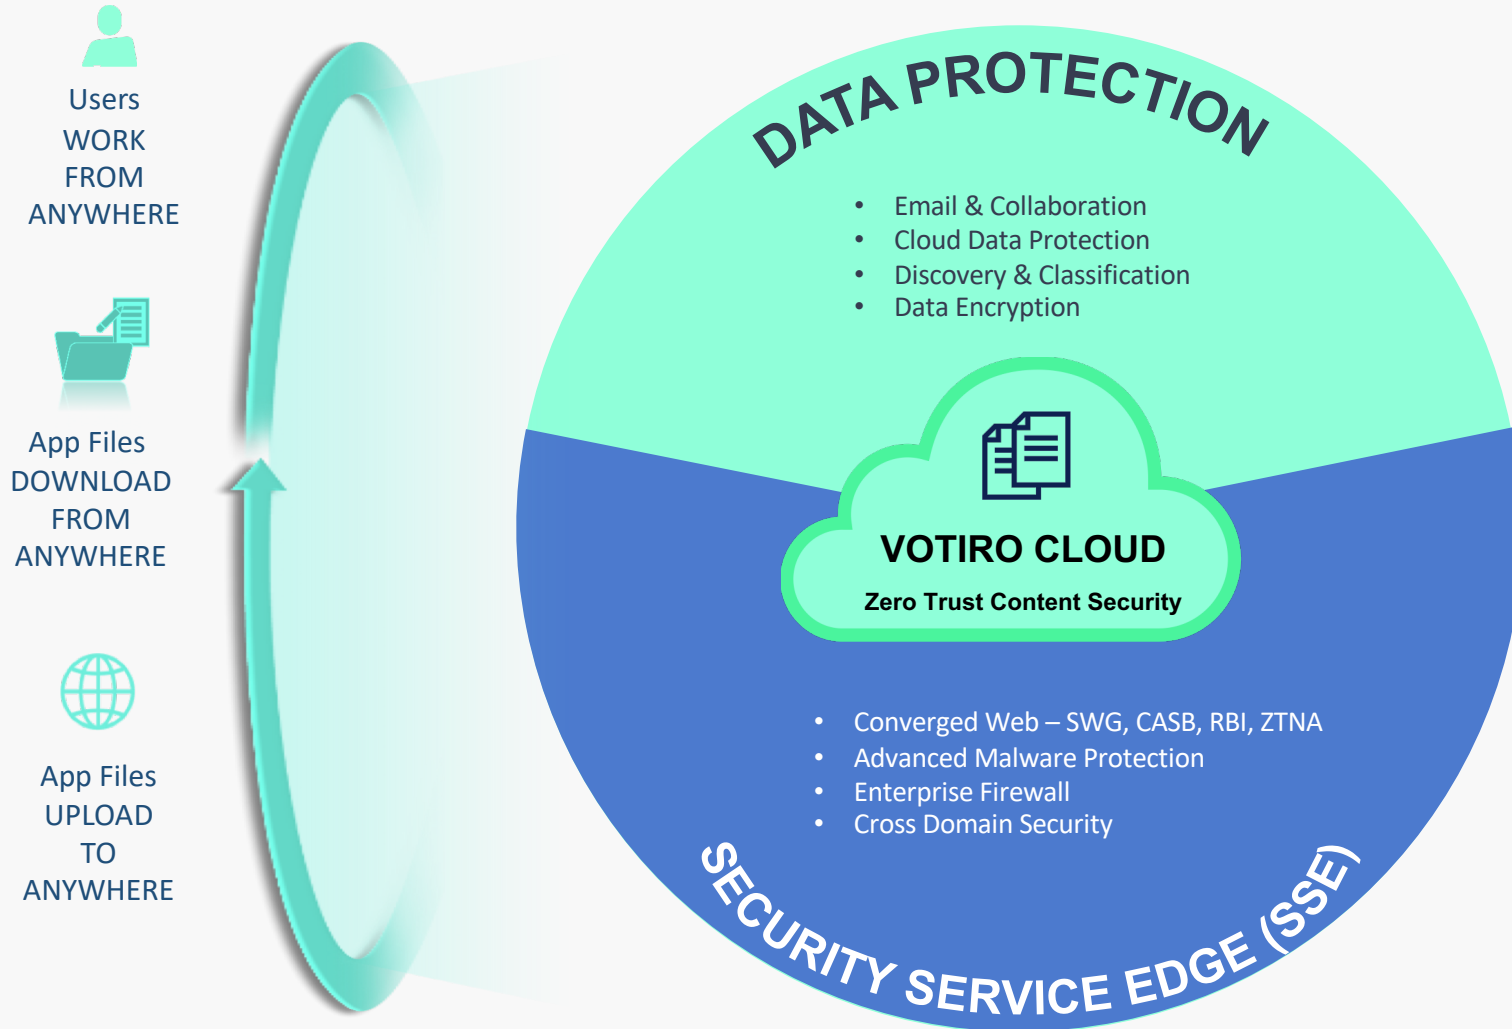 Users
WORK
FROM
ANYWHERE
App Files
DOWNLOAD
FROM
ANYWHERE
App Files
UPLOAD
TO
ANYWHERE
DATA PROTECTION
• Email & Collaboration
• Cloud Data Protection
• Discovery & Classification
• Data Encryption
VOTIRO CLOUD
Zero Trust Content Security
• Converged Web – SWG, CASB, RBI, ZTNA
• Advanced Malware Protection
• Enterprise Firewall
• Cross Domain Security
SECURITY SERVICE EDGE (SSE)